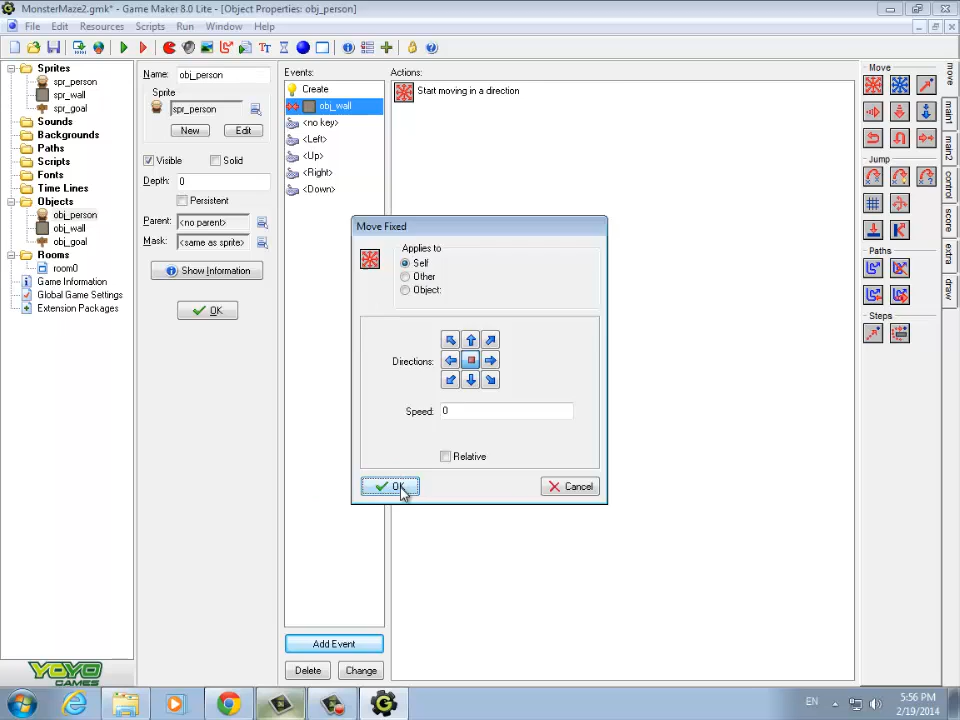 MonsterMaze2.gmk* - Game Maker 8.0 Lite - [Object Properties: obj_person]
File Edit Resources Scripts Run Window Help
Sprites
spr_person
spr_wall
spr_goal
Sounds
Backgrounds
Paths
Scripts
Fonts
Time Lines
Objects
obj_person
obj_wall
obj_goal
Rooms
room0
Game Information
Global Game Settings
Extension Packages
YOYO
GAMES
Name: obj_person
Sprite
spr_person
New Edit
Visible Solid
Depth: 0
Persistent
Parent: <no parent>
Mask: <same as sprite>
Show Information
OK
Events:
Create
obj_wall
<no key>
<Left>
<Up>
<Right>
<Down>
Add Event
Delete Change
Actions:
Start moving in a direction
Move Fixed
Applies to
Self
Other
Object:
Directions:
Speed: 0
Relative
OK Cancel
Move
Jump
Paths
Steps
move
main1
main2
control
score
extra
draw
EN
5:56 PM
2/19/2014